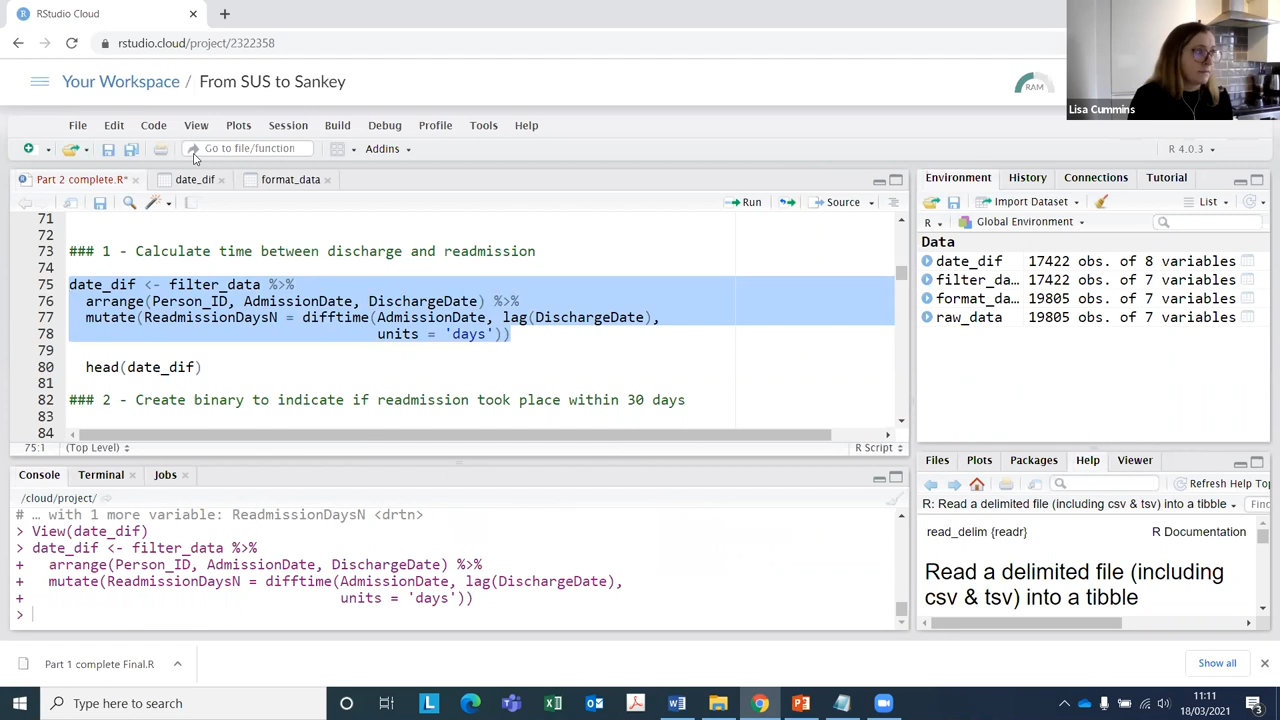 RStudio Cloud
rstudio.cloud/project/2322358
Your Workspace / From SUS to Sankey
RAM
Lisa Cummins
File Edit Code View Plots Session Build Debug Profile Tools Help
Go to file/function
Addins
R 4.0.3
Part 2 complete.R*
date_dif
format_data
Run
Source
71
72
73 ### 1 - Calculate time between discharge and readmission
74
75 date_dif <- filter_data %>%
76 arrange(Person_ID, AdmissionDate, DischargeDate) %>%
77 mutate(ReadmissionDaysN = difftime(AdmissionDate, lag(DischargeDate),
78 units = 'days'))
79
80 head(date_dif)
81
82 ### 2 - Create binary to indicate if readmission took place within 30 days
83
84
75:1 (Top Level) R Script
Console Terminal Jobs
/cloud/project/
# … with 1 more variable: ReadmissionDaysN <drtn>
> View(date_dif)
> date_dif <- filter_data %>%
+ arrange(Person_ID, AdmissionDate, DischargeDate) %>%
+ mutate(ReadmissionDaysN = difftime(AdmissionDate, lag(DischargeDate),
+ units = 'days'))
>
Environment History Connections Tutorial
Import Dataset
List
R Global Environment
Data
date_dif 17422 obs. of 8 variables
filter_da… 17422 obs. of 7 variables
format_da… 19805 obs. of 7 variables
raw_data 19805 obs. of 7 variables
Files Plots Packages Help Viewer
Refresh Help Top
R: Read a delimited file (including csv & tsv) into a tibble
Find
read_delim {readr} R Documentation
Read a delimited file (including
csv & tsv) into a tibble
Part 1 complete Final.R
Show all
Type here to search
11:11
18/03/2021
3